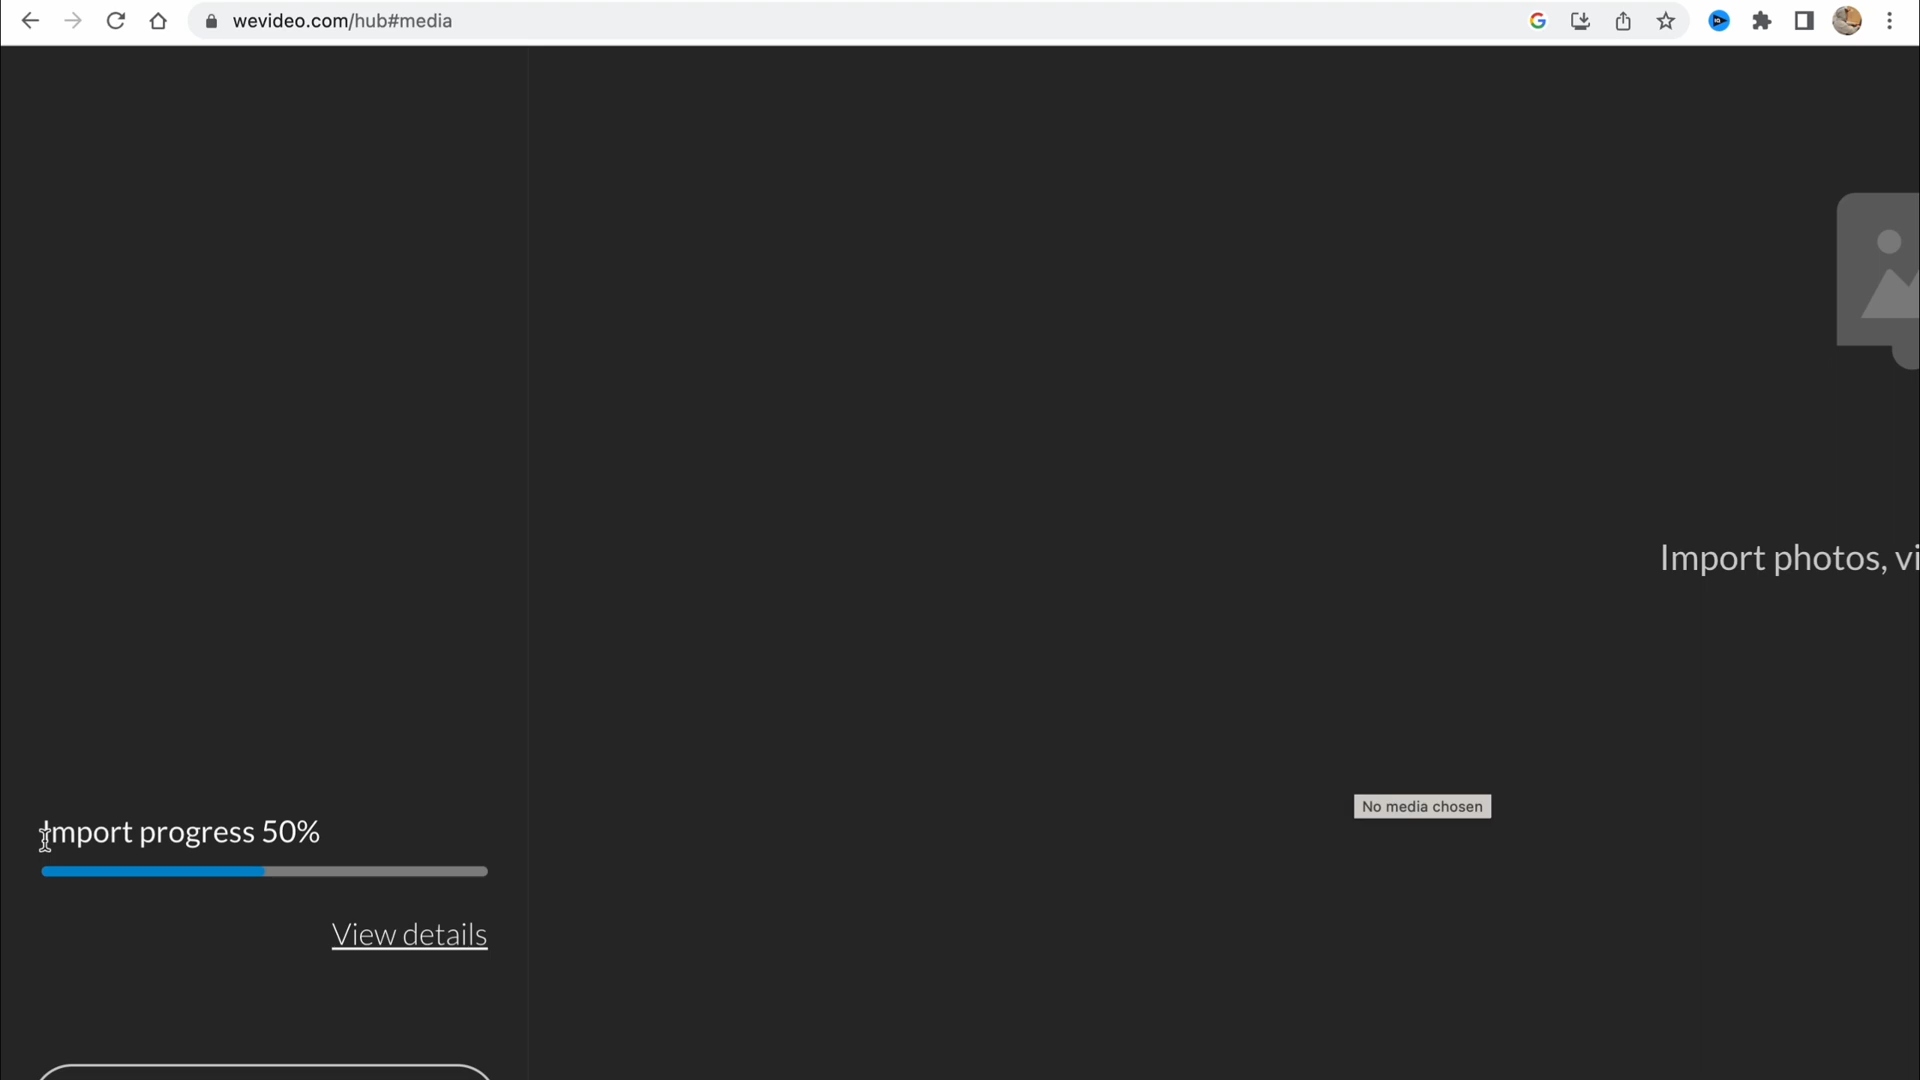 wevideo.com/hub#media
Import photos, vi
No media chosen
Import progress 50%
View details